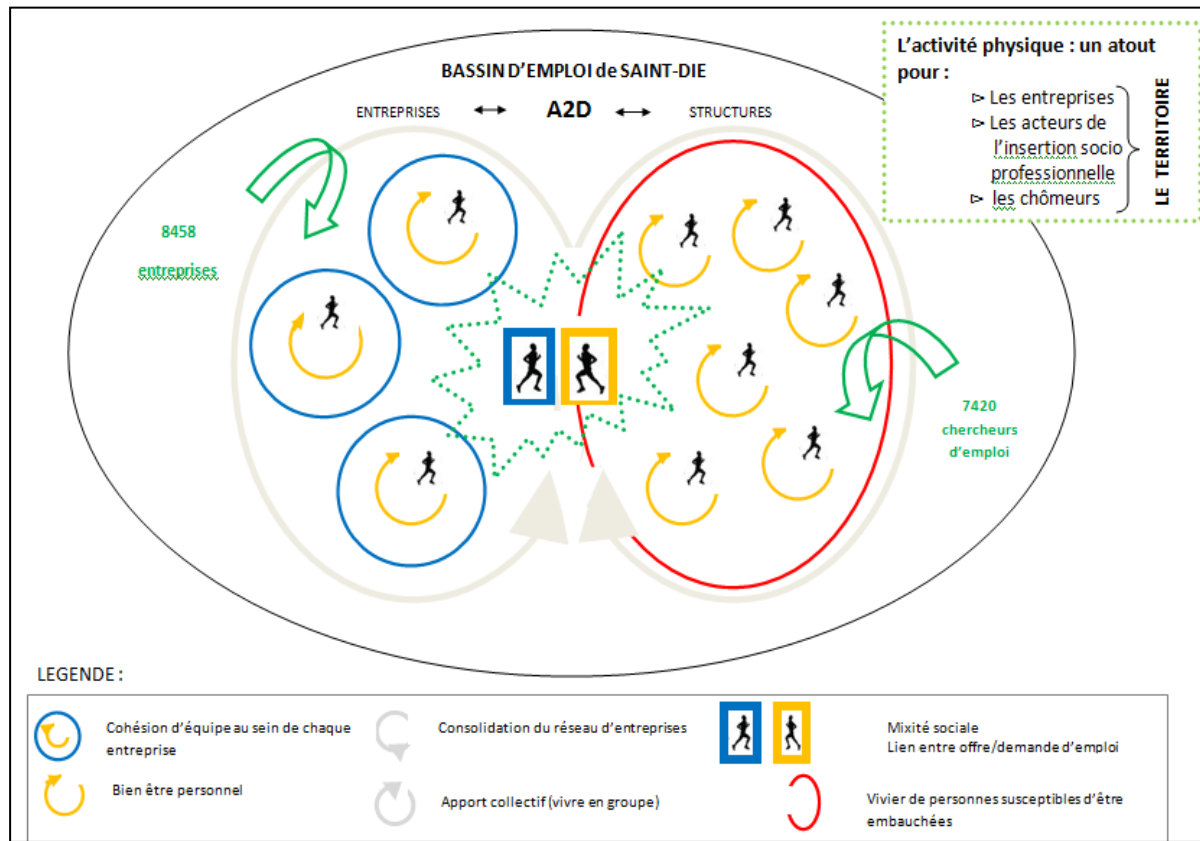 BASSIN D'EMPLOI de SAINT-DIE
ENTREPRISES A2D STRUCTURES
L'activité physique : un atout
pour :
Les entreprises
Les acteurs de
l'insertion socio
professionnelle
les chômeurs
LE TERRITOIRE
8458
entreprises
7420
chercheurs
d'emploi
LEGENDE :
Cohésion d'équipe au sein de chaque
entreprise
Bien être personnel
Consolidation du réseau d'entreprises
Apport collectif (vivre en groupe)
Mixité sociale
Lien entre offre/demande d'emploi
Vivier de personnes susceptibles d'être
embauchées